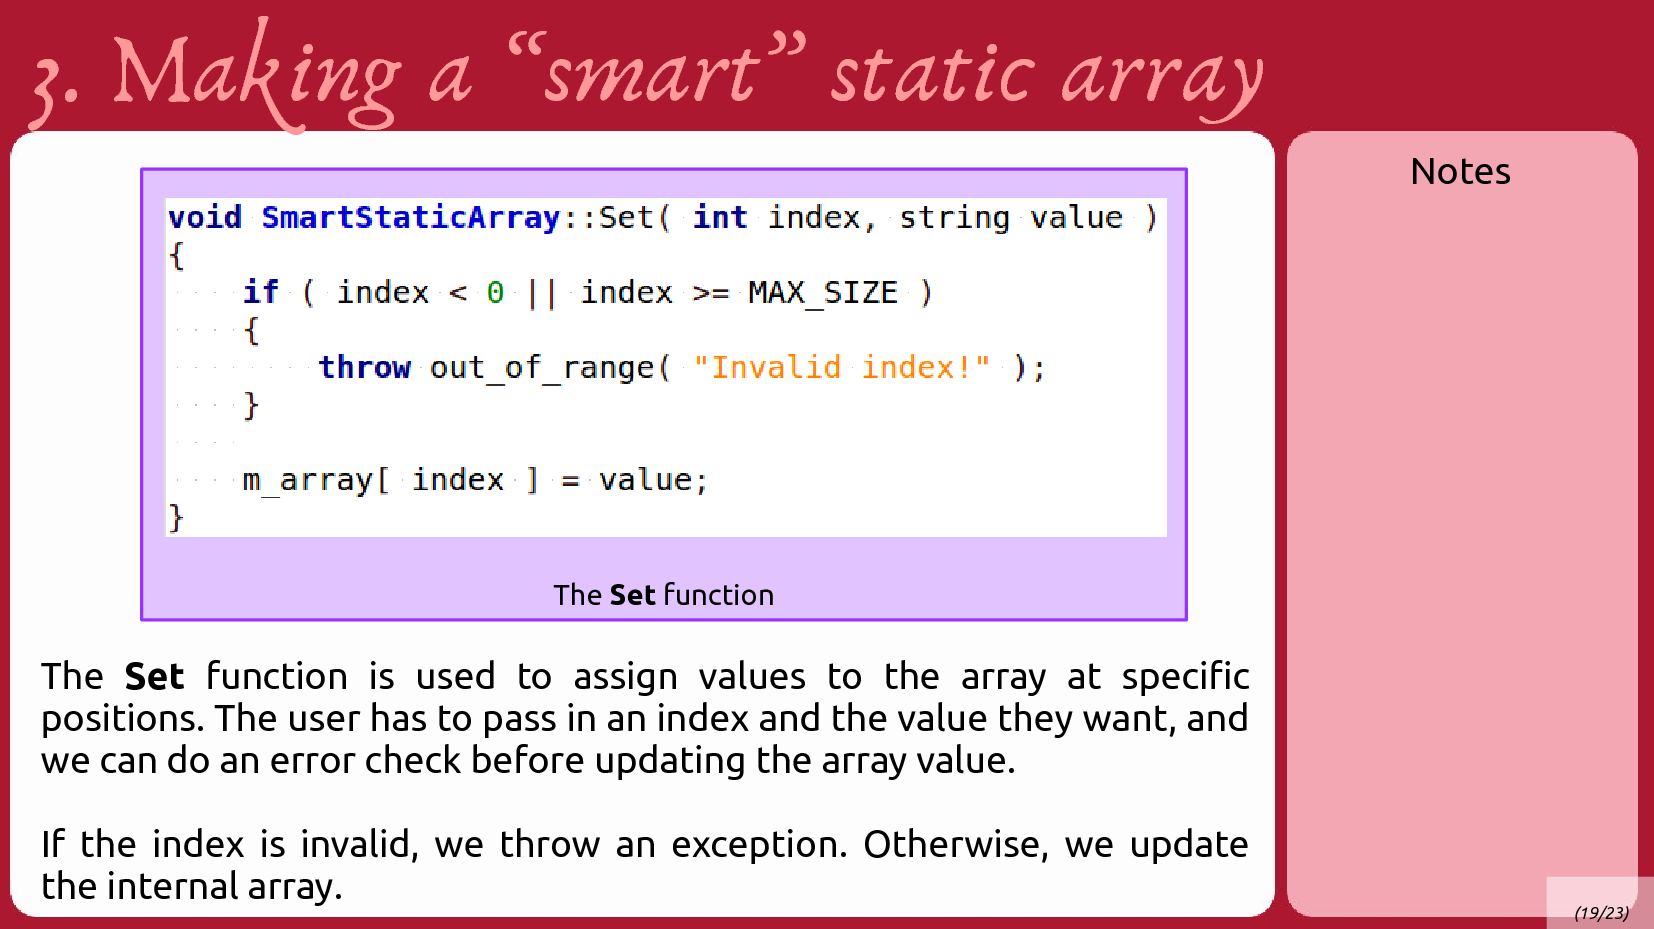 3. Making a “smart” static array
void SmartStaticArray::Set( int index, string value )
{
    if ( index < 0 || index >= MAX_SIZE )
    {
        throw out_of_range( "Invalid index!" );
    }
    m_array[ index ] = value;
}
The Set function
The Set function is used to assign values to the array at specific
positions. The user has to pass in an index and the value they want, and
we can do an error check before updating the array value.
If the index is invalid, we throw an exception. Otherwise, we update
the internal array.
Notes
(19/23)